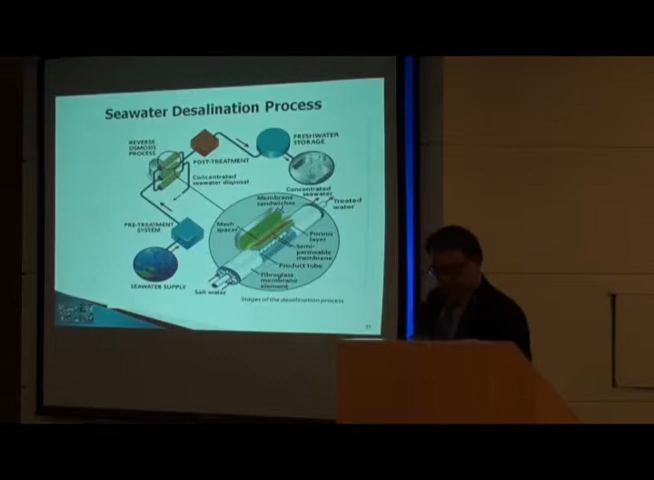 Seawater Desalination Process
REVERSE
OSMOSIS
PROCESS
FRESHWATER
STORAGE
POST-TREATMENT
Concentrated
seawater disposal
Concentrated
seawater
Membrane
sandwiches
Treated
water
PRE-TREATMENT
SYSTEM
Mesh
spacer
Porous
layer
Semi-
permeable
membrane
Product tube
SEAWATER SUPPLY
Fibreglass
membrane
element
Salt water
Stages of the desalination process